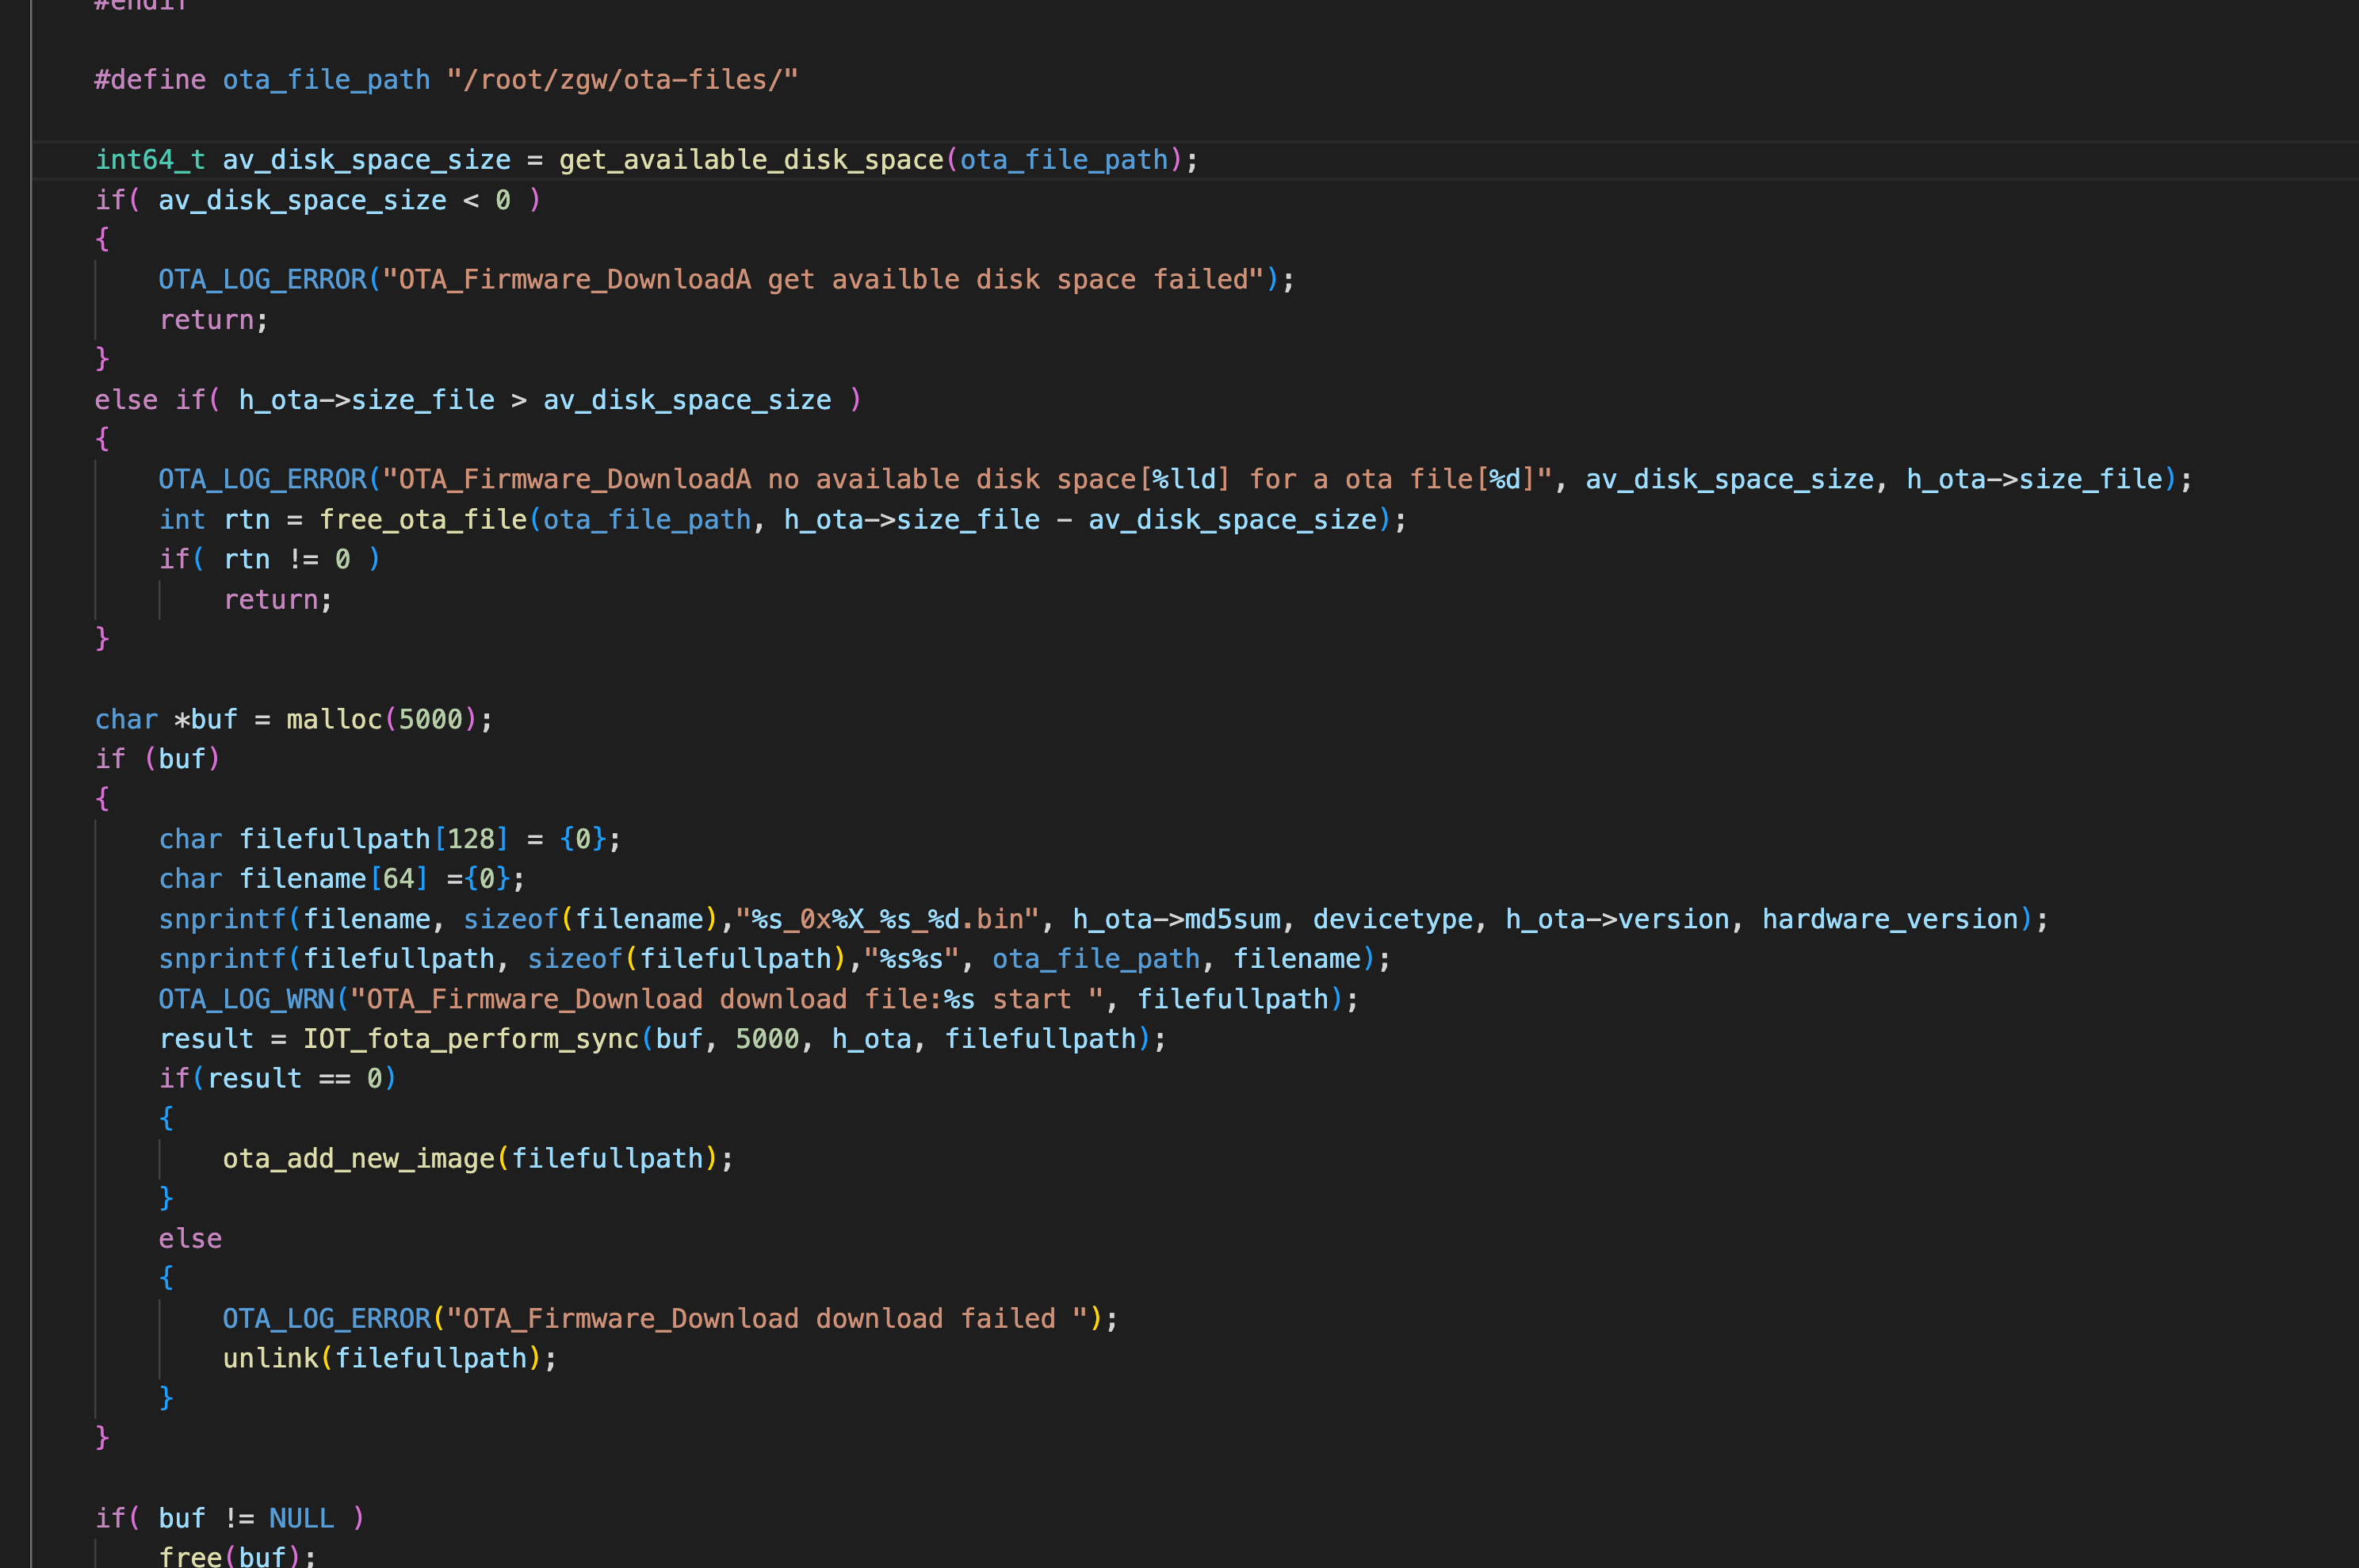 #endif
#define ota_file_path "/root/zgw/ota-files/"
int64_t av_disk_space_size = get_available_disk_space(ota_file_path);
if( av_disk_space_size < 0 )
{
OTA_LOG_ERROR("OTA_Firmware_DownloadA get availble disk space failed");
return;
}
else if( h_ota->size_file > av_disk_space_size )
{
OTA_LOG_ERROR("OTA_Firmware_DownloadA no available disk space[%lld] for a ota file[%d]", av_disk_space_size, h_ota->size_file);
int rtn = free_ota_file(ota_file_path, h_ota->size_file - av_disk_space_size);
if( rtn != 0 )
return;
}
char *buf = malloc(5000);
if (buf)
{
char filefullpath[128] = {0};
char filename[64] ={0};
snprintf(filename, sizeof(filename),"%s_0x%X_%s_%d.bin", h_ota->md5sum, devicetype, h_ota->version, hardware_version);
snprintf(filefullpath, sizeof(filefullpath),"%s%s", ota_file_path, filename);
OTA_LOG_WRN("OTA_Firmware_Download download file:%s start ", filefullpath);
result = IOT_fota_perform_sync(buf, 5000, h_ota, filefullpath);
if(result == 0)
{
ota_add_new_image(filefullpath);
}
else
{
OTA_LOG_ERROR("OTA_Firmware_Download download failed ");
unlink(filefullpath);
}
}
if( buf != NULL )
free(buf);